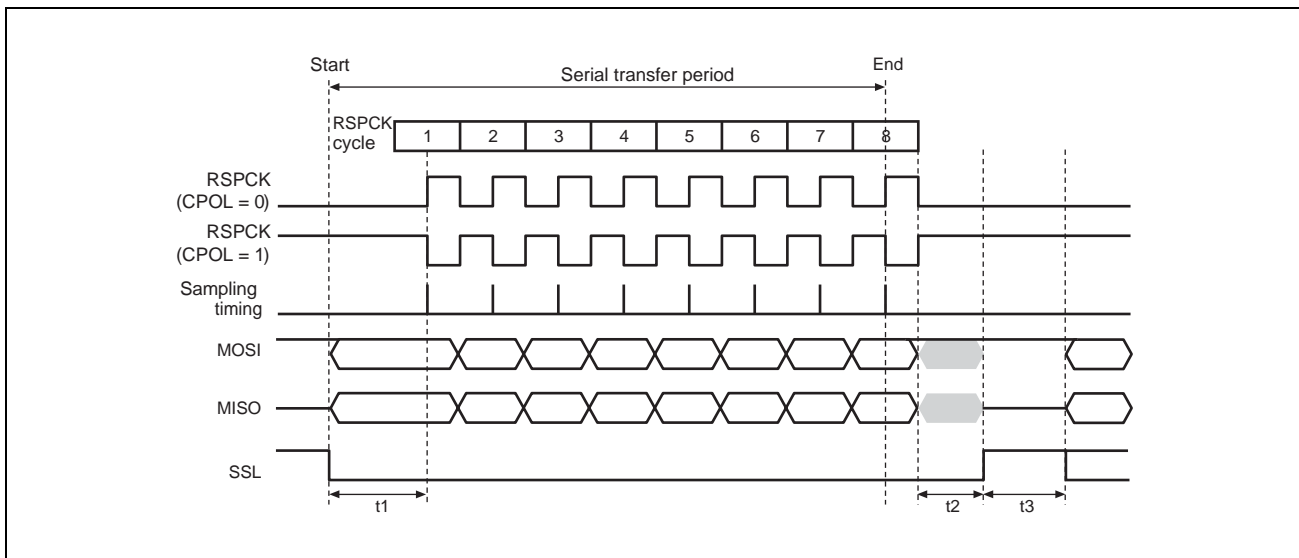 Start
Serial transfer period
End
RSPCK
cycle
1 2 3 4 5 6 7 8
RSPCK
(CPOL = 0)
RSPCK
(CPOL = 1)
Sampling
timing
MOSI
MISO
SSL
t1
t2
t3